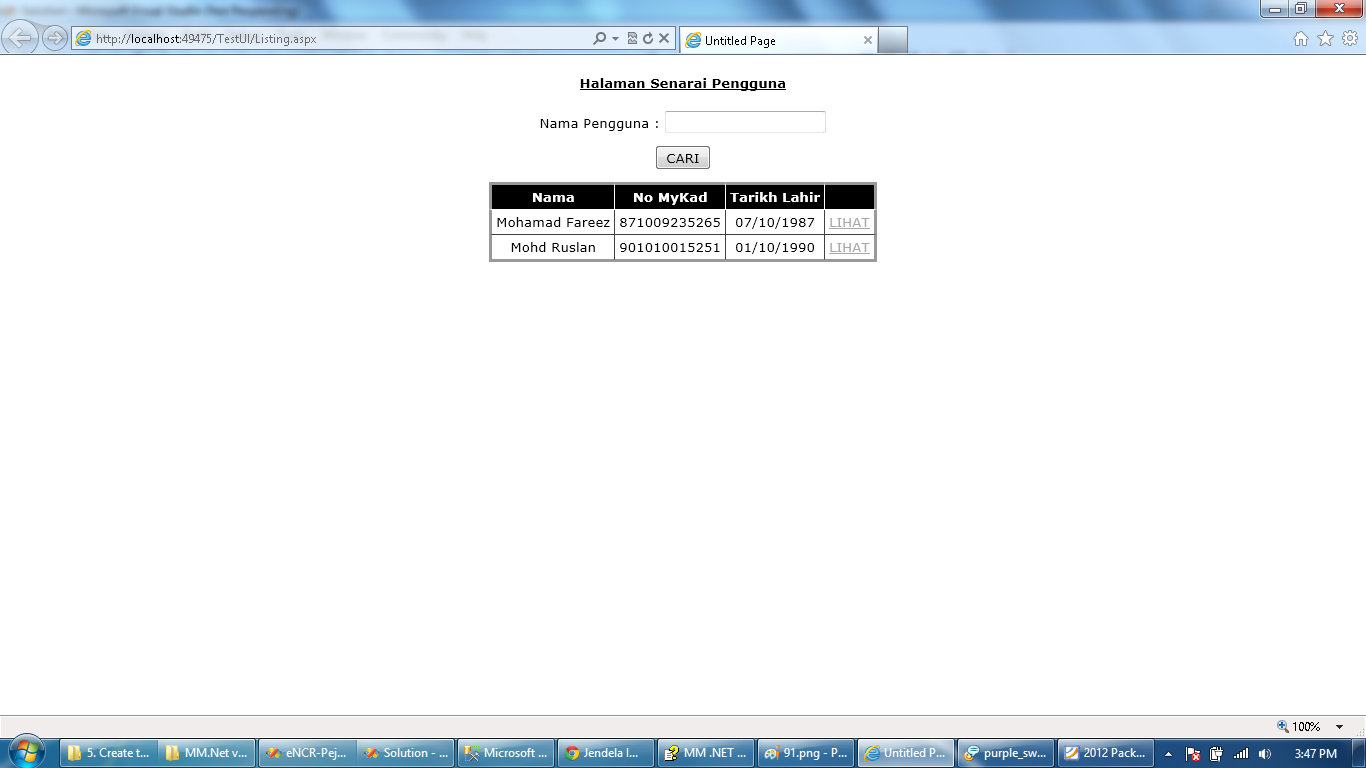 http://localhost:49475/TestUI/Listing.aspx
Untitled Page
Halaman Senarai Pengguna
Nama Pengguna :
CARI
Nama No MyKad Tarikh Lahir
Mohamad Fareez 871009235265 07/10/1987 LIHAT
Mohd Ruslan 901010015251 01/10/1990 LIHAT
100%
5. Create t... MM.Net v... eNCR-Pej... Solution - ... Microsoft ... Jendela I... MM .NET ... 91.png - P... Untitled P... purple_sw... 2012 Pack... 3:47 PM